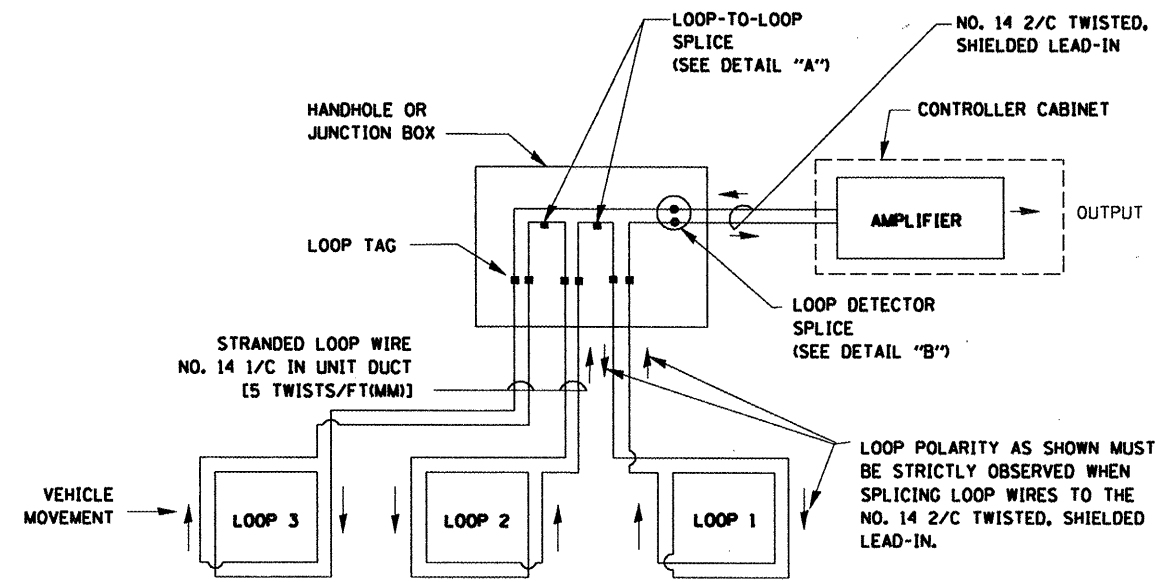 LOOP-TO-LOOP
SPLICE
(SEE DETAIL "A")
NO. 14 2/C TWISTED,
SHIELDED LEAD-IN
HANDHOLE OR
JUNCTION BOX
CONTROLLER CABINET
AMPLIFIER
OUTPUT
LOOP TAG
LOOP DETECTOR
SPLICE
(SEE DETAIL "B")
STRANDED LOOP WIRE
NO. 14 1/C IN UNIT DUCT
[5 TWISTS/FT(MM)]
LOOP POLARITY AS SHOWN MUST
BE STRICTLY OBSERVED WHEN
SPLICING LOOP WIRES TO THE
NO. 14 2/C TWISTED, SHIELDED
LEAD-IN.
VEHICLE
MOVEMENT
LOOP 3
LOOP 2
LOOP 1